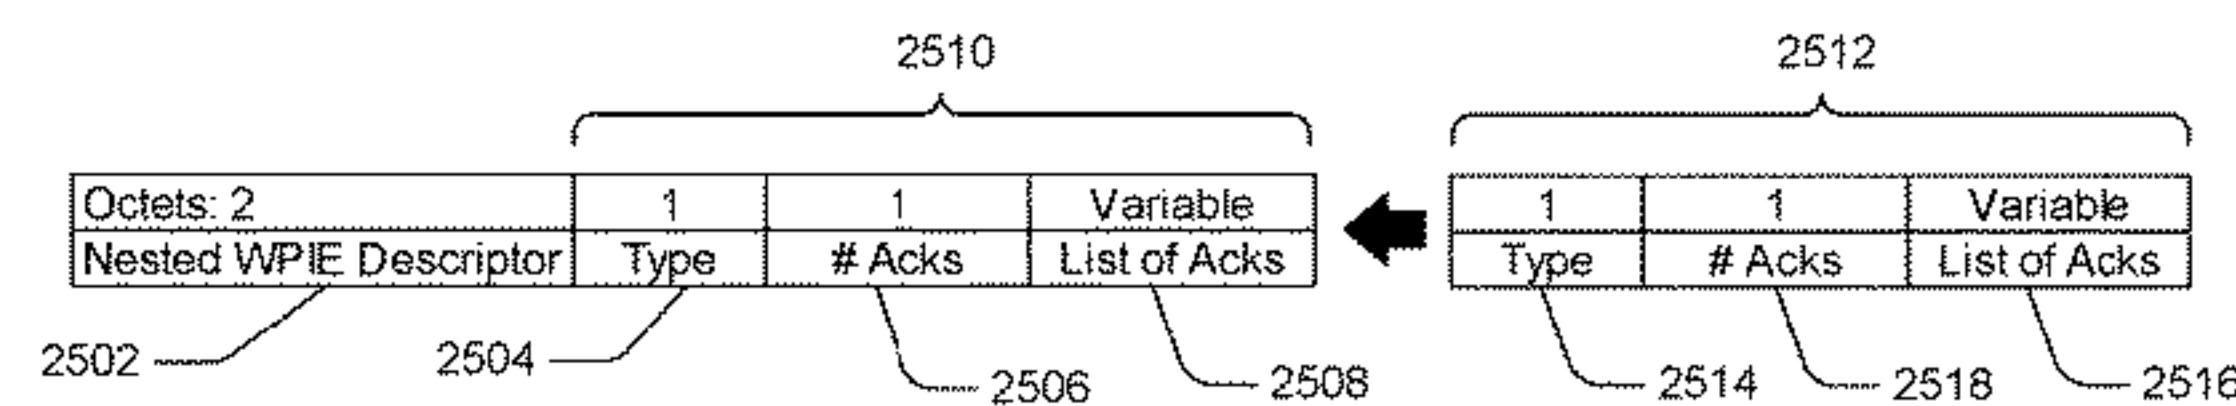 2510 2512
Octets: 2 1 1 Variable 1 1 Variable
Nested WPIE Descriptor Type # Acks List of Acks Type # Acks List of Acks
2502 2504 2506 2508 2514 2518 2516